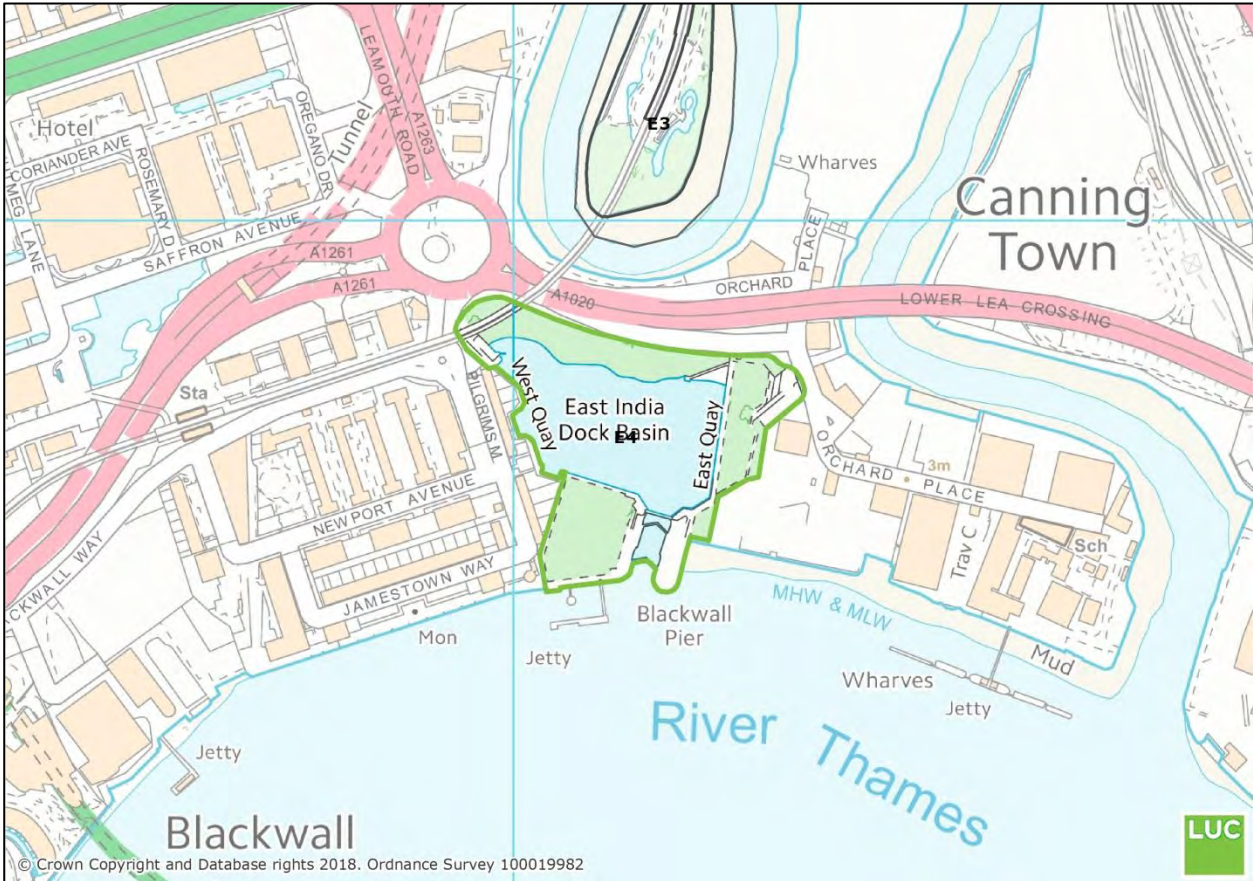 LEAMOUTH ROAD
A1263
Tunnel
OREGANO DR
Hotel
CORIANDER AVE
ROSEMARY D
MEG LANE
SAFFRON AVENUE
A1261
A1261
E3
Wharves
ORCHARD
PLACE
Canning
Town
A1020
LOWER LEA CROSSING
Sta
PILGRIMS M
West Quay
East India
Dock Basin
E4
East Quay
ORCHARD PLACE
3m
NEWPORT AVENUE
JAMESTOWN WAY
CKWALL WAY
Trav C
Sch
MHW & MLW
Mud
Mon
Jetty
Blackwall
Pier
Wharves
Jetty
River Thames
Jetty
Blackwall
LUC
© Crown Copyright and Database rights 2018. Ordnance Survey 100019982